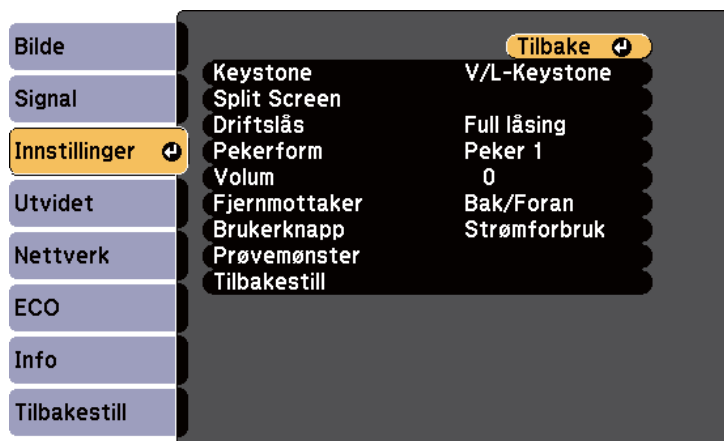 Bilde
Signal
Innstillinger
Utvidet
Nettverk
ECO
Info
Tilbakestill
Tilbake
Keystone V/L-Keystone
Split Screen
Driftslås Full låsing
Pekerform Peker 1
Volum 0
Fjernmottaker Bak/Foran
Brukerknapp Strømforbruk
Prøvemønster
Tilbakestill